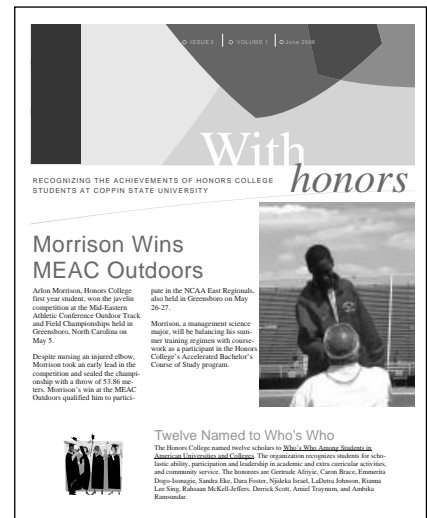 ISSUE 3 VOLUME 1 June 2006
With
honors
RECOGNIZING THE ACHIEVEMENTS OF HONORS COLLEGE
STUDENTS AT COPPIN STATE UNIVERSITY
Morrison Wins
MEAC Outdoors
Arlon Morrison, Honors College
first year student, won the javelin
competition at the Mid-Eastern
Athletic Conference Outdoor Track
and Field Championships held in
Greensboro, North Carolina on
May 5.
Despite nursing an injured elbow,
Morrison took an early lead in the
competition and sealed the champi-
onship with a throw of 53.86 me-
ters. Morrison's win at the MEAC
Outdoors qualified him to partici-
pate in the NCAA East Regionals,
also held in Greensboro on May
26-27.
Morrison, a management science
major, will be balancing his sum-
mer training regimen with course-
work as a participant in the Honors
College's Accelerated Bachelor's
Course of Study program.
Twelve Named to Who's Who
The Honors College named twelve scholars to Who's Who Among Students in
American Universities and Colleges. The organization recognizes students for scho-
lastic ability, participation and leadership in academic and extra curricular activities,
and community service. The honorees are Gertrude Afriyie, Caron Brace, Emmerita
Dogo-Isonagie, Sandra Eke, Dara Foster, Njideka Israel, LaDetra Johnson, Rianna
Lee Sing, Rahsaan McKell-Jeffers, Derrick Scott, Amiel Traynum, and Ambika
Ramsundar.